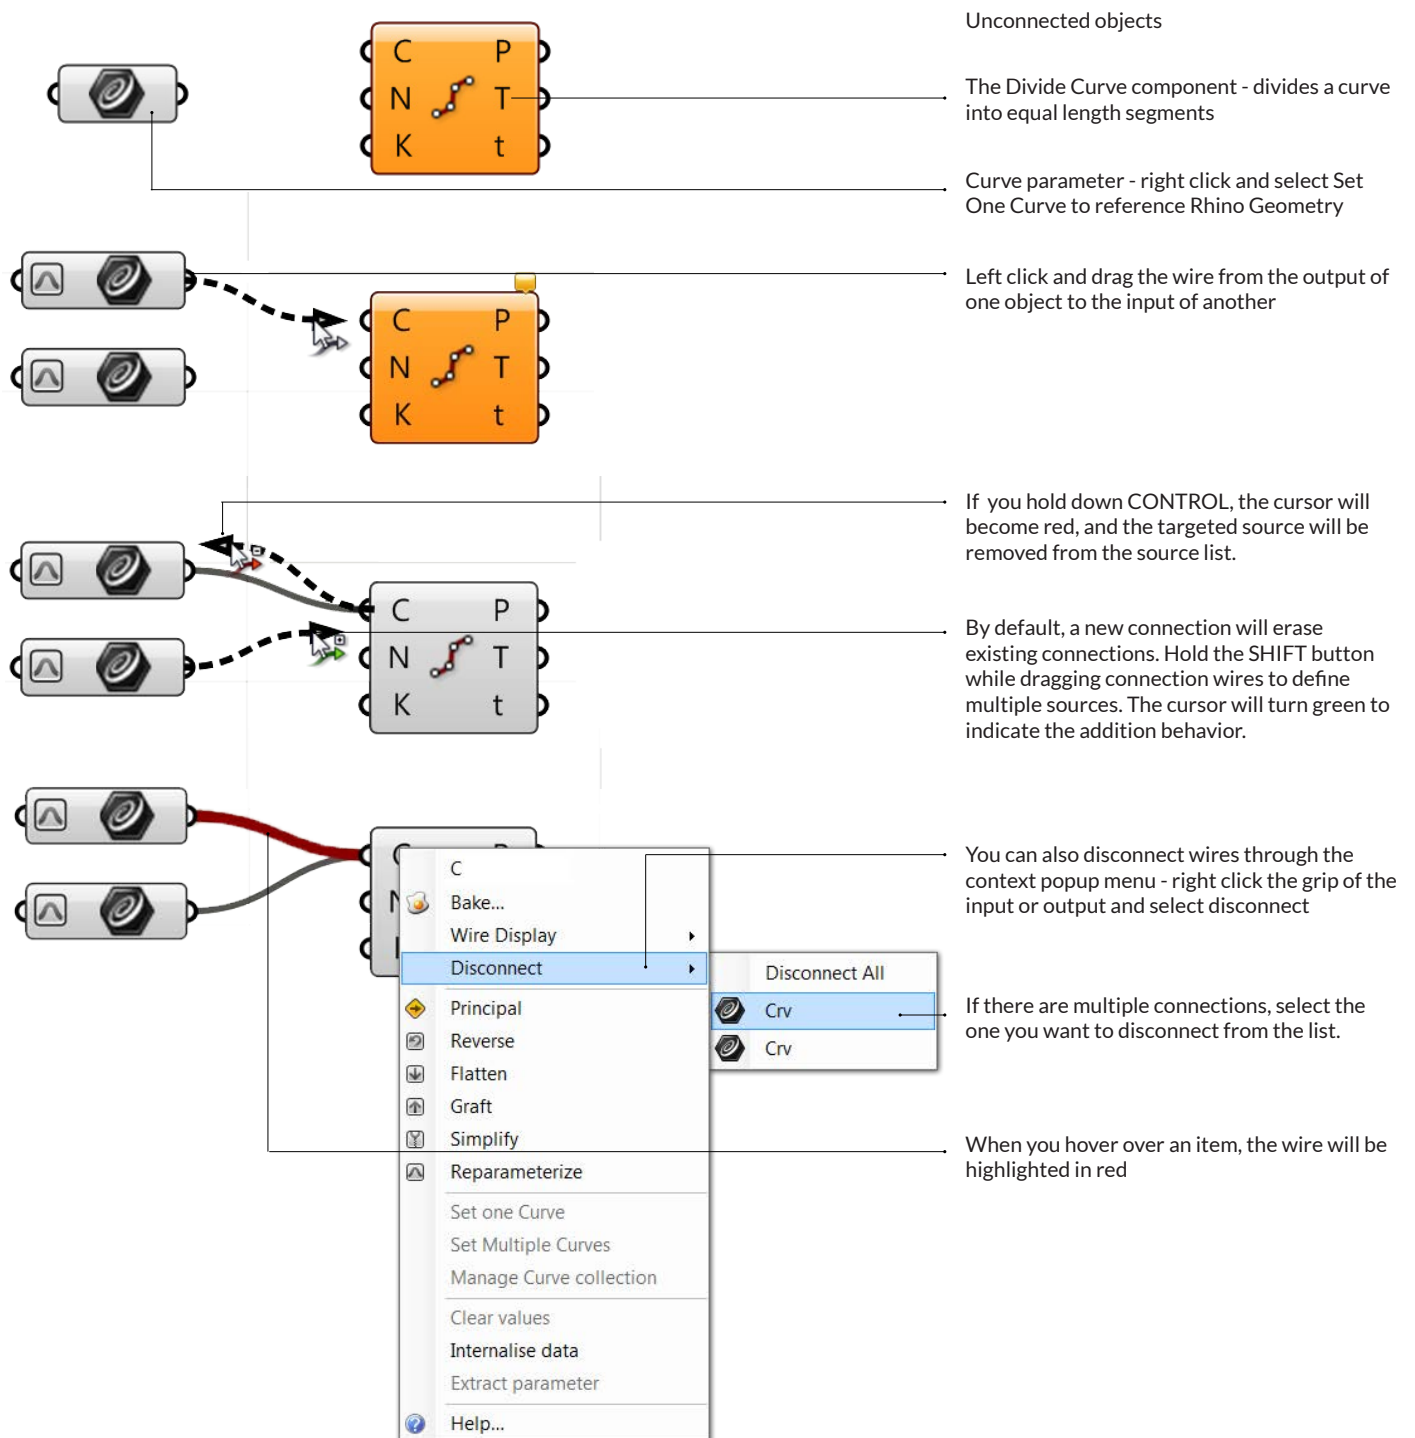 Unconnected objects
C P
N T
K t
The Divide Curve component - divides a curve
into equal length segments
Curve parameter - right click and select Set
One Curve to reference Rhino Geometry
Left click and drag the wire from the output of
one object to the input of another
C P
N T
K t
If you hold down CONTROL, the cursor will
become red, and the targeted source will be
removed from the source list.
C P
N T
K t
By default, a new connection will erase
existing connections. Hold the SHIFT button
while dragging connection wires to define
multiple sources. The cursor will turn green to
indicate the addition behavior.
You can also disconnect wires through the
context popup menu - right click the grip of the
input or output and select disconnect
C
Bake...
Wire Display
Disconnect
Disconnect All
Crv
Crv
If there are multiple connections, select the
one you want to disconnect from the list.
Principal
Reverse
Flatten
Graft
Simplify
Reparameterize
When you hover over an item, the wire will be
highlighted in red
Set one Curve
Set Multiple Curves
Manage Curve collection
Clear values
Internalise data
Extract parameter
Help...